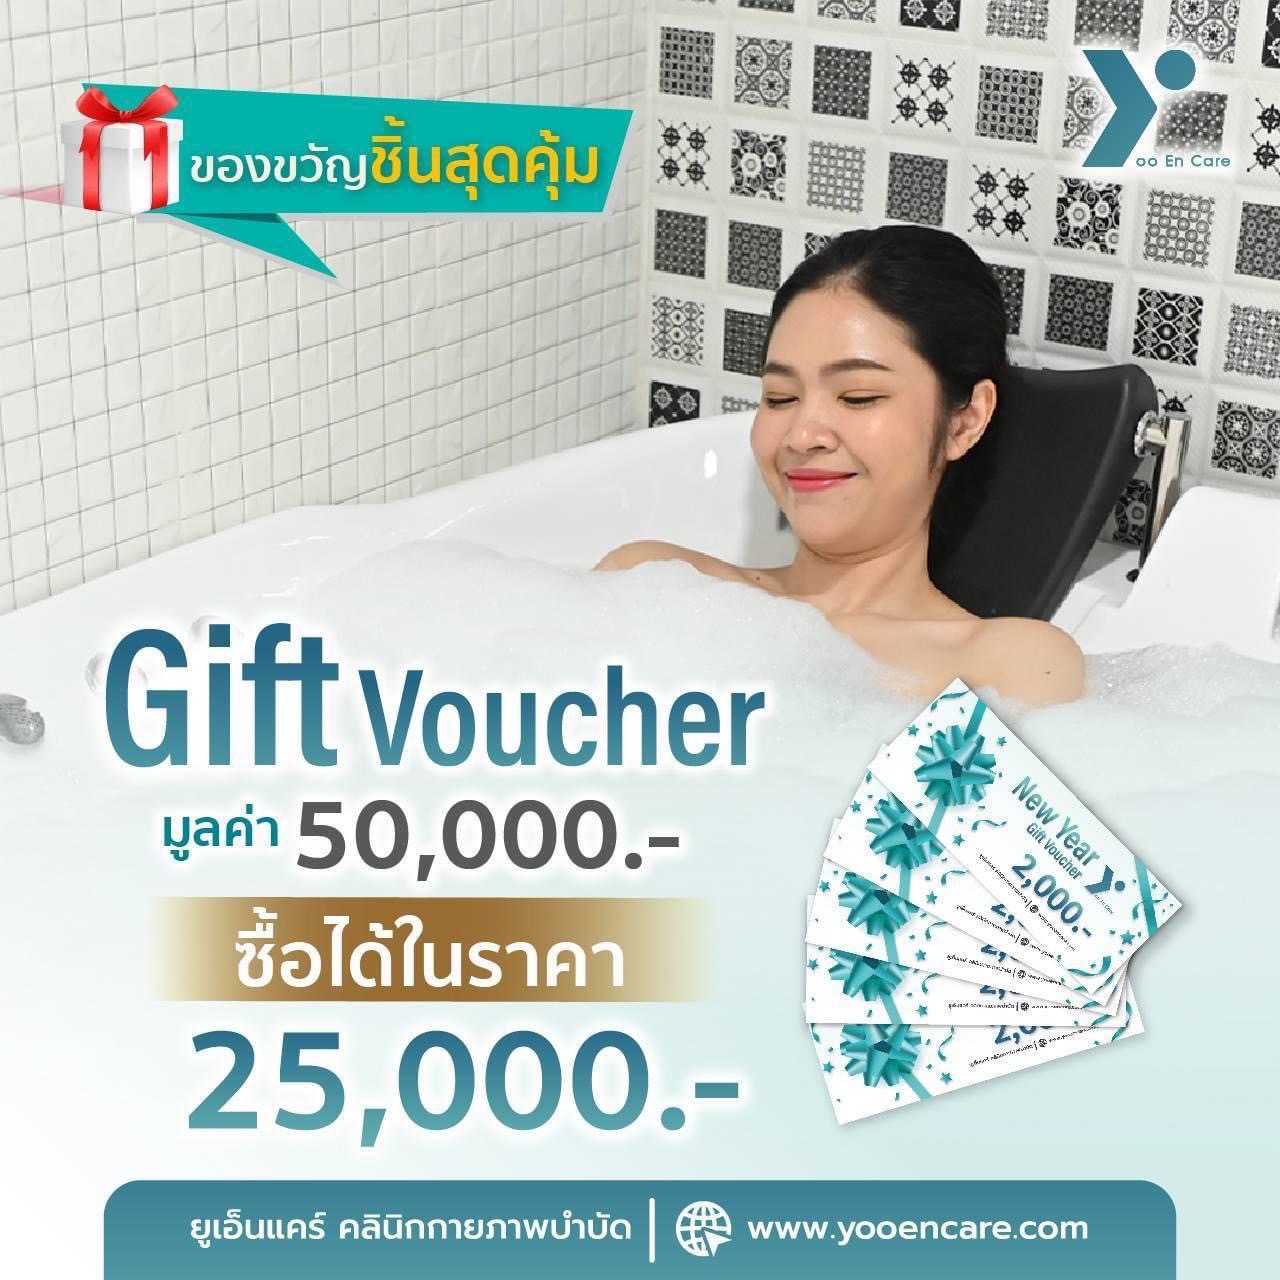 ของขวัญชิ้นสุดคุ้ม
oo En Care
Gift Voucher
มูลค่า 50,000.-
ซื้อได้ในราคา
25,000.-
New Year
Gift Voucher
2,000.-
ยูเอ็นแคร์ คลินิกกายภาพบำบัด | www.yooencare.com